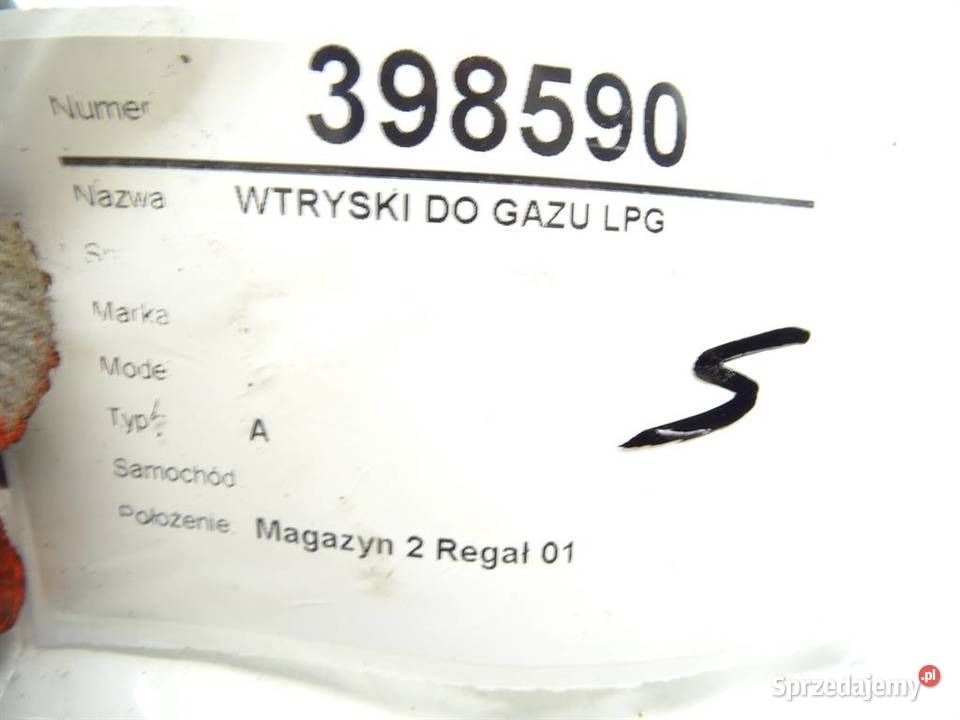 Numer 398590
Nazwa WTRYSKI DO GAZU LPG
Marka
Mode
Typ A
S
Samochód
Położenie: Magazyn 2 Regał 01
Sprzedajemy.pl